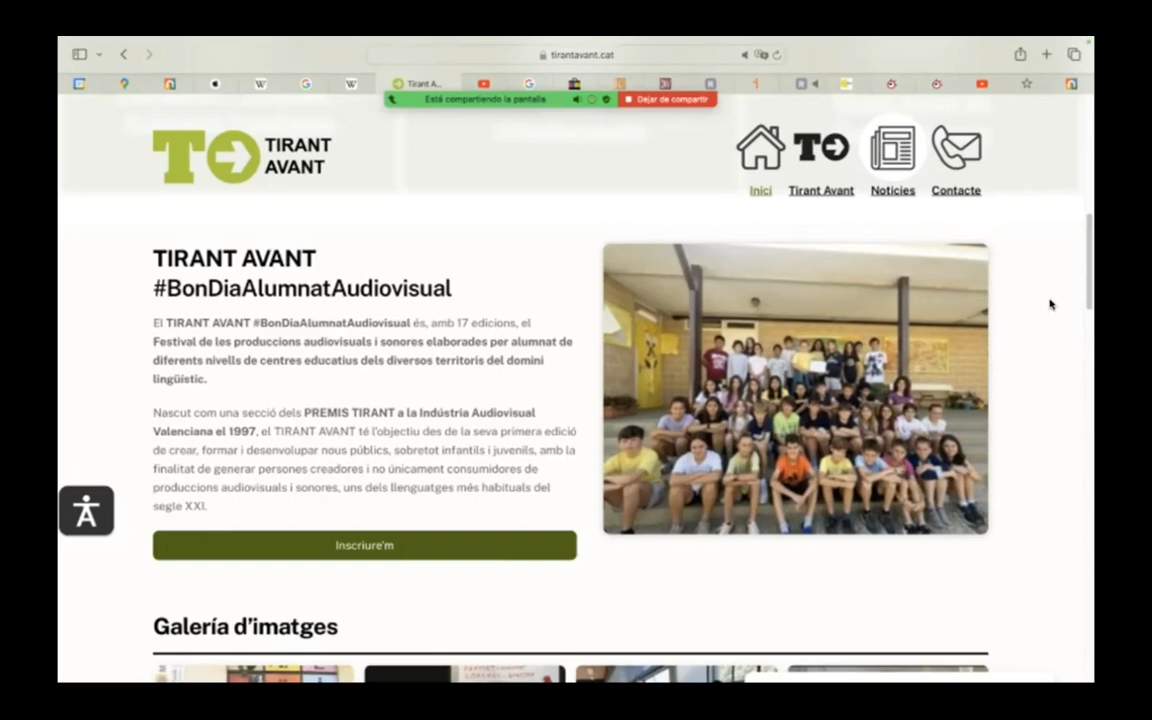 tirantavant.cat
Tirant A...
Está compartiendo la pantalla
Dejar de compartir
TO TIRANT
AVANT
TO
Inici Tirant Avant Noticies Contacte
TIRANT AVANT
#BonDiaAlumnatAudiovisual
El TIRANT AVANT #BonDiaAlumnatAudiovisual és, amb 17 edicions, el
Festival de les produccions audiovisuals i sonores elaborades per alumnat de
diferents nivells de centres educatius dels diversos territoris del domini
lingüístic.
Nascut com una secció dels PREMIS TIRANT a la Indústria Audiovisual
Valenciana el 1997, el TIRANT AVANT té l'objectiu des de la seva primera edició
de crear, formar i desenvolupar nous públics, sobretot infantils i juvenils, amb la
finalitat de generar persones creadores i no únicament consumidores de
produccions audiovisuals i sonores, uns dels llenguatges més habituals del
segle XXI.
Inscriure'm
Galería d'imatges